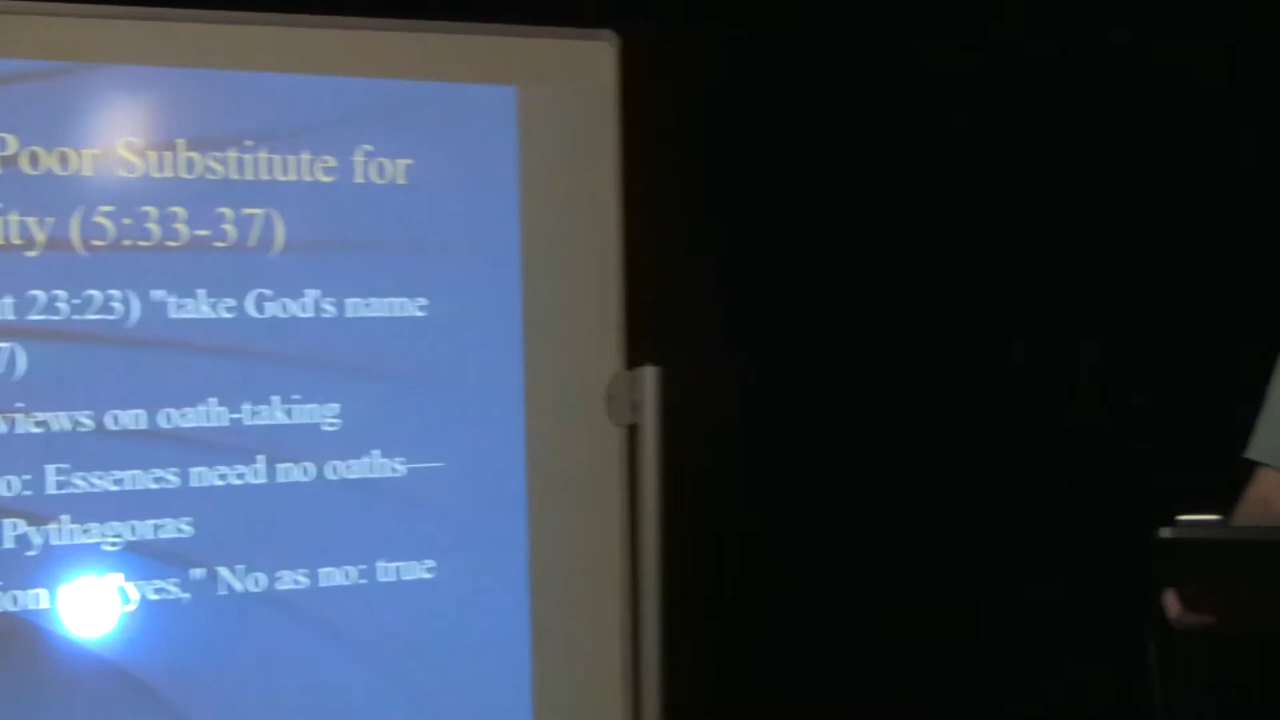 Poor Substitute for
ity (5:33-37)
t 23:23) "take God's name
7)
views on oath-taking
o: Essenes need no oaths—
Pythagoras
ion "yes," No as no: true